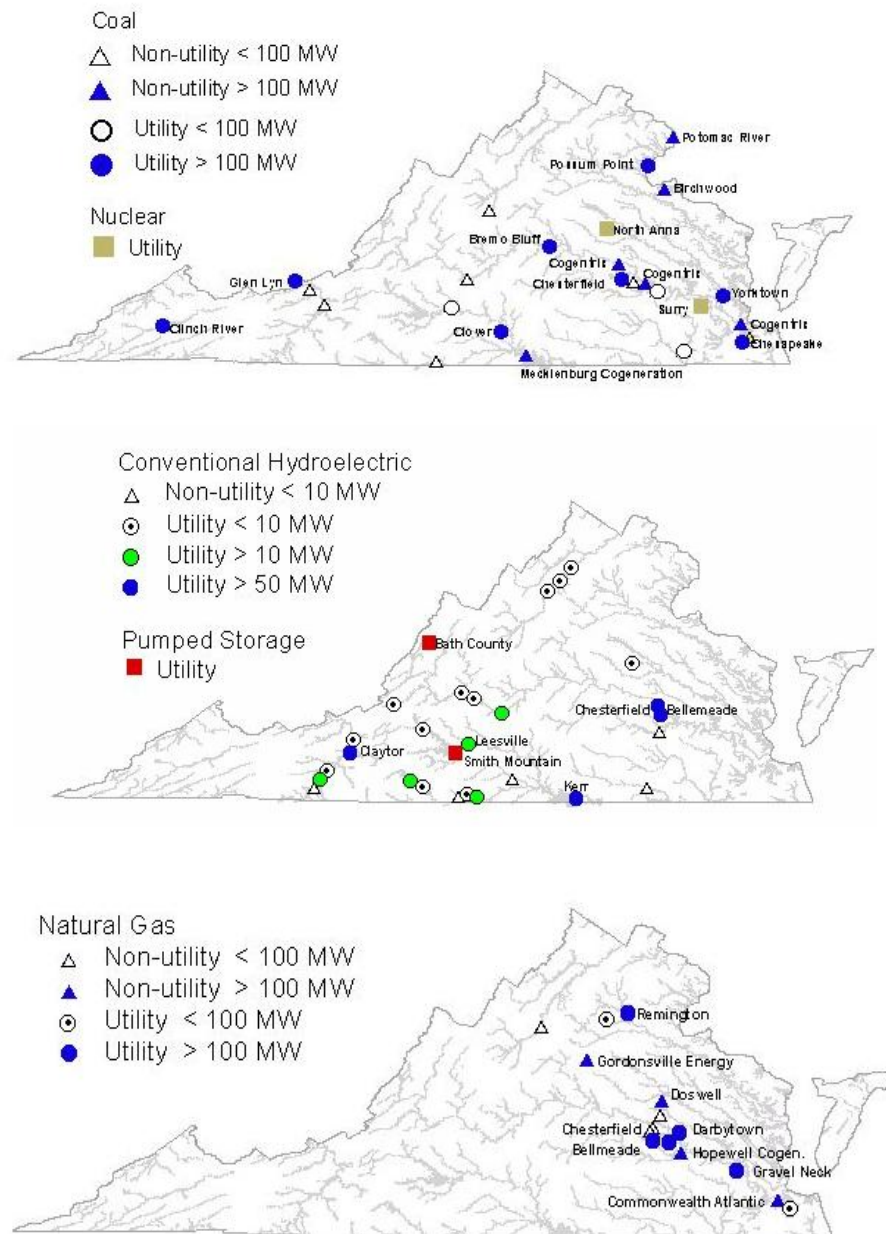 Coal
Non-utility < 100 MW
Non-utility > 100 MW
Utility < 100 MW
Utility > 100 MW
Nuclear
Utility
Potomac River
Possum Point
Birchwood
North Anna
Bremo Bluff
Cogentrix
Cogentrix
Glen Lyn
Chesterfield
Yorktown
Surry
Clinch River
Clover
Cogentrix
Chesapeake
Mecklenburg Cogeneration
Conventional Hydroelectric
Non-utility < 10 MW
Utility < 10 MW
Utility > 10 MW
Utility > 50 MW
Pumped Storage
Utility
Bath County
Chesterfield
Bellemeade
Leesville
Claytor
Smith Mountain
Kerr
Natural Gas
Non-utility < 100 MW
Non-utility > 100 MW
Utility < 100 MW
Utility > 100 MW
Remington
Gordonsville Energy
Doswell
Chesterfield
Darbytown
Bellmeade
Hopewell Cogen.
Gravel Neck
Commonwealth Atlantic